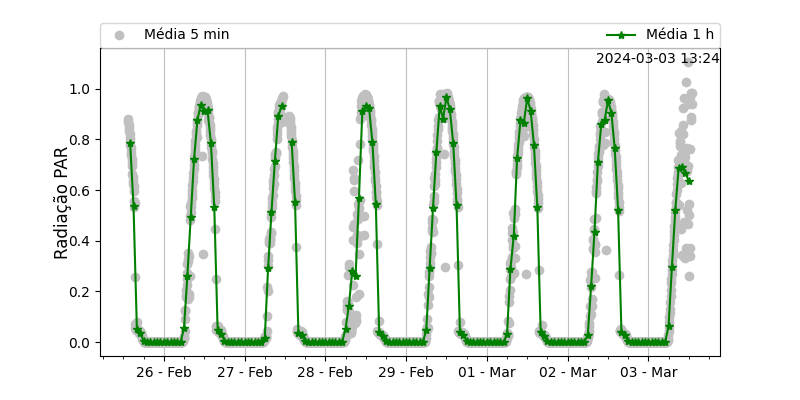 Média 5 min
Média 1 h
2024-03-03 13:24
Radiação PAR
1.0
0.8
0.6
0.4
0.2
0.0
26 - Feb
27 - Feb
28 - Feb
29 - Feb
01 - Mar
02 - Mar
03 - Mar